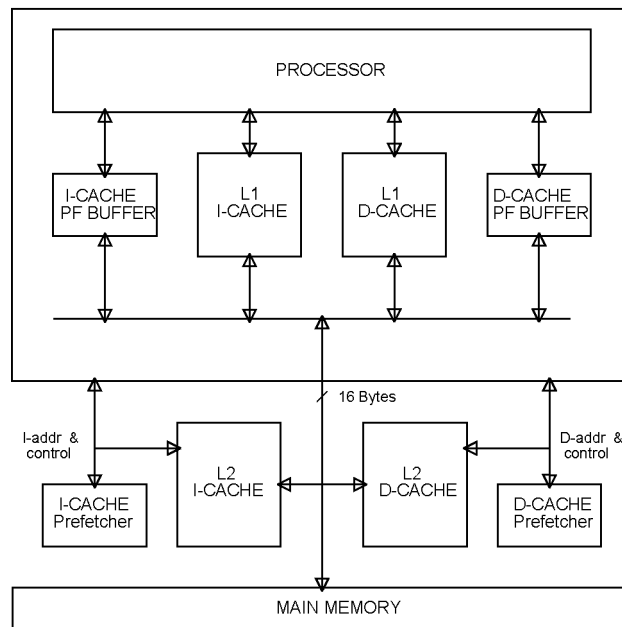 PROCESSOR
I-CACHE
PF BUFFER
L1
I-CACHE
L1
D-CACHE
D-CACHE
PF BUFFER
16 Bytes
I-addr &
control
D-addr &
control
L2
I-CACHE
L2
D-CACHE
I-CACHE
Prefetcher
D-CACHE
Prefetcher
MAIN MEMORY